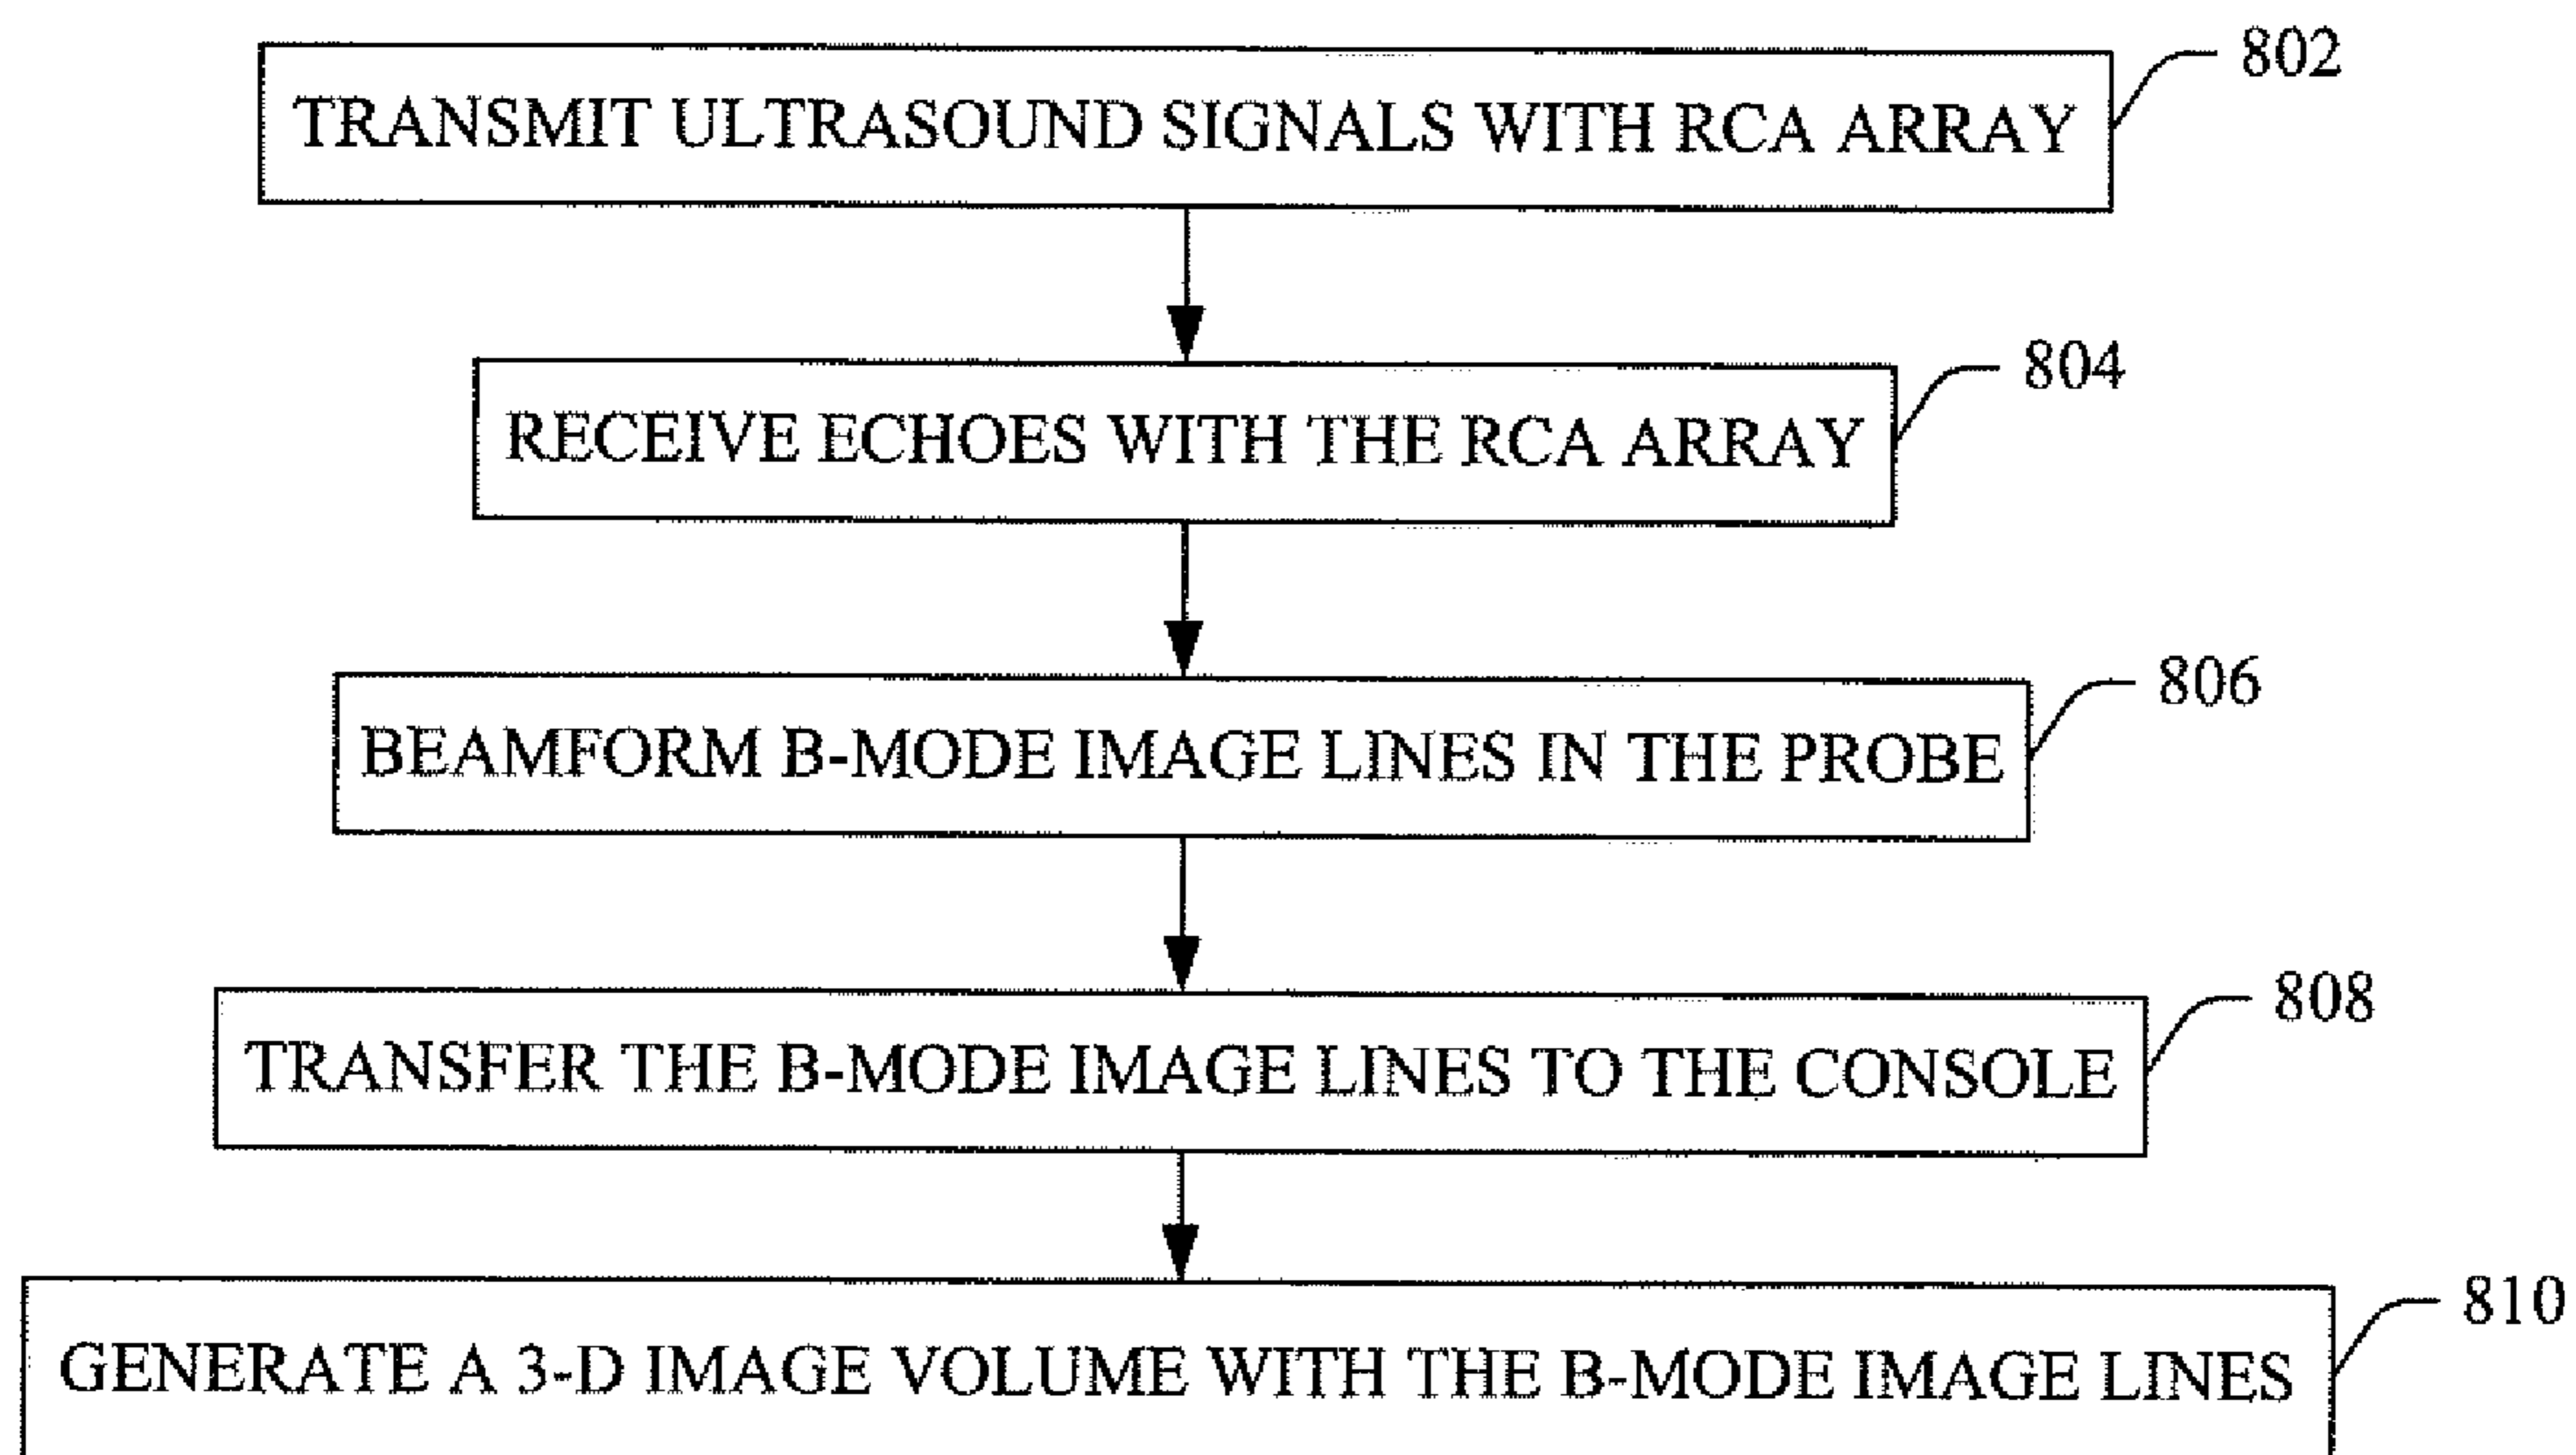 802
TRANSMIT ULTRASOUND SIGNALS WITH RCA ARRAY
804
RECEIVE ECHOES WITH THE RCA ARRAY
806
BEAMFORM B-MODE IMAGE LINES IN THE PROBE
808
TRANSFER THE B-MODE IMAGE LINES TO THE CONSOLE
810
GENERATE A 3-D IMAGE VOLUME WITH THE B-MODE IMAGE LINES